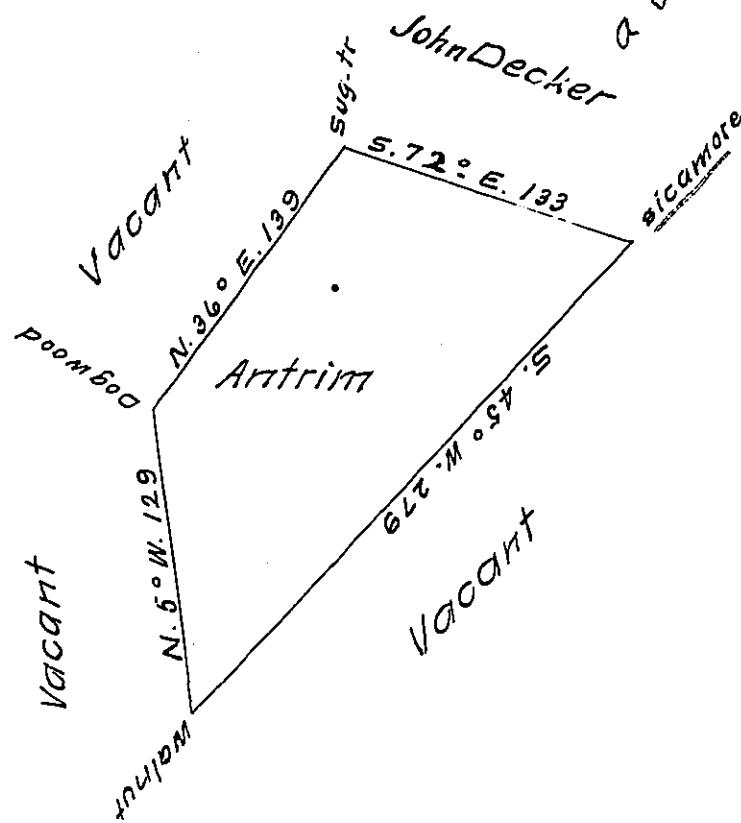 John Decker
a
sug-tr
S. 72° E. 133
sicamore
Vacant
N. 36° E. 139
Dogwood
Antrim
S. 45° W. 279
N. 5° W. 129
Vacant
Vacant
walnut